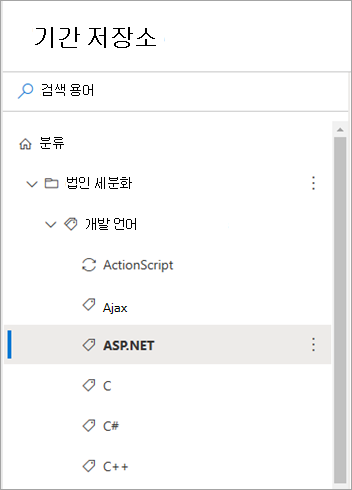 기간 저장소
검색 용어
분류
법인 세분화
개발 언어
ActionScript
Ajax
ASP.NET
C
C#
C++